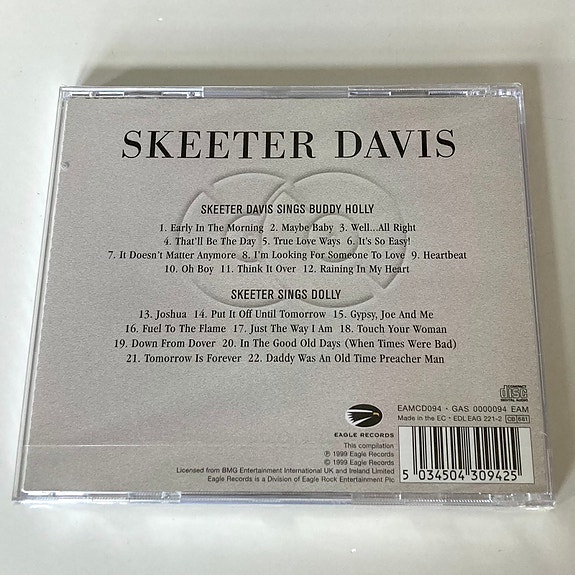 SKEETER DAVIS
SKEETER DAVIS SINGS BUDDY HOLLY
1. Early In The Morning 2. Maybe Baby 3. Well...All Right
4. That'll Be The Day 5. True Love Ways 6. It's So Easy!
7. It Doesn't Matter Anymore 8. I'm Looking For Someone To Love 9. Heartbeat
10. Oh Boy 11. Think It Over 12. Raining In My Heart
SKEETER SINGS DOLLY
13. Joshua 14. Put It Off Until Tomorrow 15. Gypsy, Joe And Me
16. Fuel To The Flame 17. Just The Way I Am 18. Touch Your Woman
19. Down From Dover 20. In The Good Old Days (When Times Were Bad)
21. Tomorrow Is Forever 22. Daddy Was An Old Time Preacher Man
COMPACT
disc
DIGITAL AUDIO
EAMCD094 · GAS 0000094 EAM
Made in the EC · EDL EAG 221-2 CB 681
EAGLE RECORDS
This compilation
℗ 1999 Eagle Records
© 1999 Eagle Records
Licensed from BMG Entertainment International UK and Ireland Limited
Eagle Records is a Division of Eagle Rock Entertainment Plc
5 034504 309425